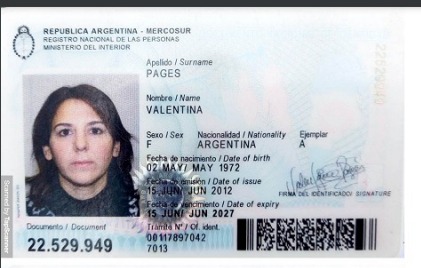 REPUBLICA ARGENTINA - MERCOSUR
REGISTRO NACIONAL DE LAS PERSONAS
MINISTERIO DEL INTERIOR
Apellido / Surname
PAGES
Nombre / Name
VALENTINA
Sexo / Sex Nacionalidad / Nationality Ejemplar
F ARGENTINA A
Fecha de nacimiento / Date of birth
02 MAY/ MAY 1972
Fecha de emisión / Date of issue
15 JUN/ JUN 2012
FIRMA DEL IDENTIFICADO/ SIGNATURE
Fecha de vencimiento / Date of expiry
15 JUN/ JUN 2027
Documento / Document
22.529.949
Trámite Nº / Of. ident.
00117897042
7013
Scanned by TapScanner